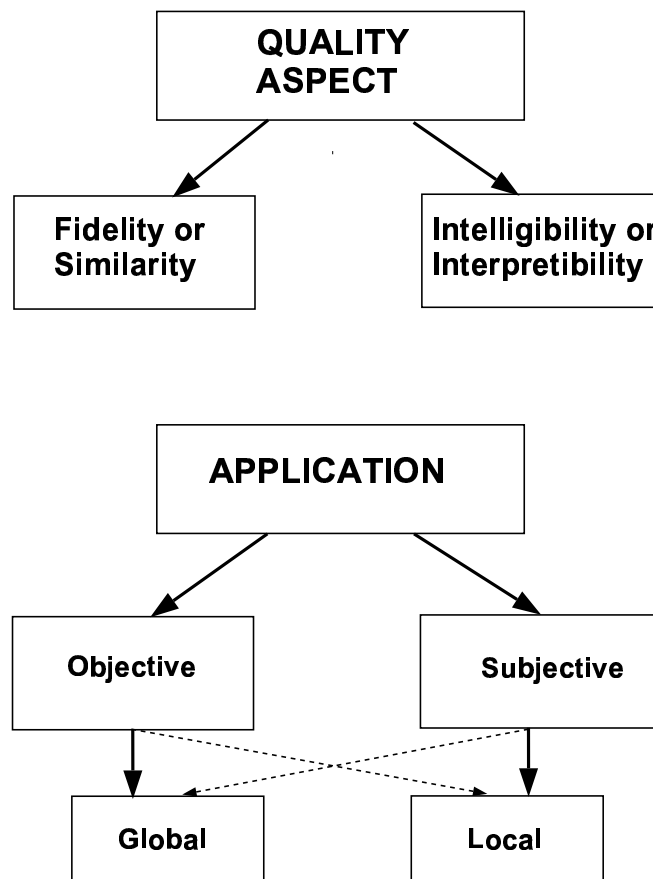 QUALITY
ASPECT
Fidelity or
Similarity
Intelligibility or
Interpretibility
APPLICATION
Objective
Subjective
Global
Local